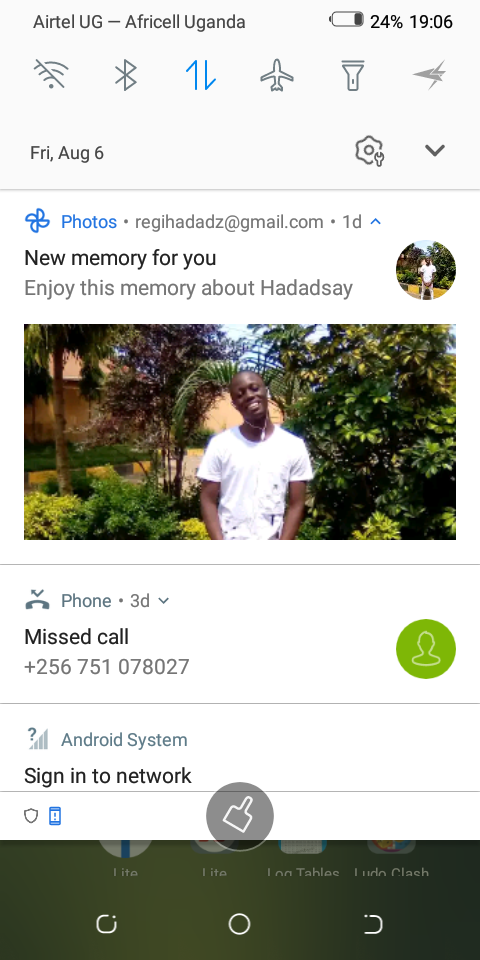 Airtel UG — Africell Uganda 24% 19:06
Fri, Aug 6
Photos • regihadadz@gmail.com • 1d
New memory for you
Enjoy this memory about Hadadsay
Phone • 3d
Missed call
+256 751 078027
Android System
Sign in to network
Lite Lite Log Tables Ludo Clash